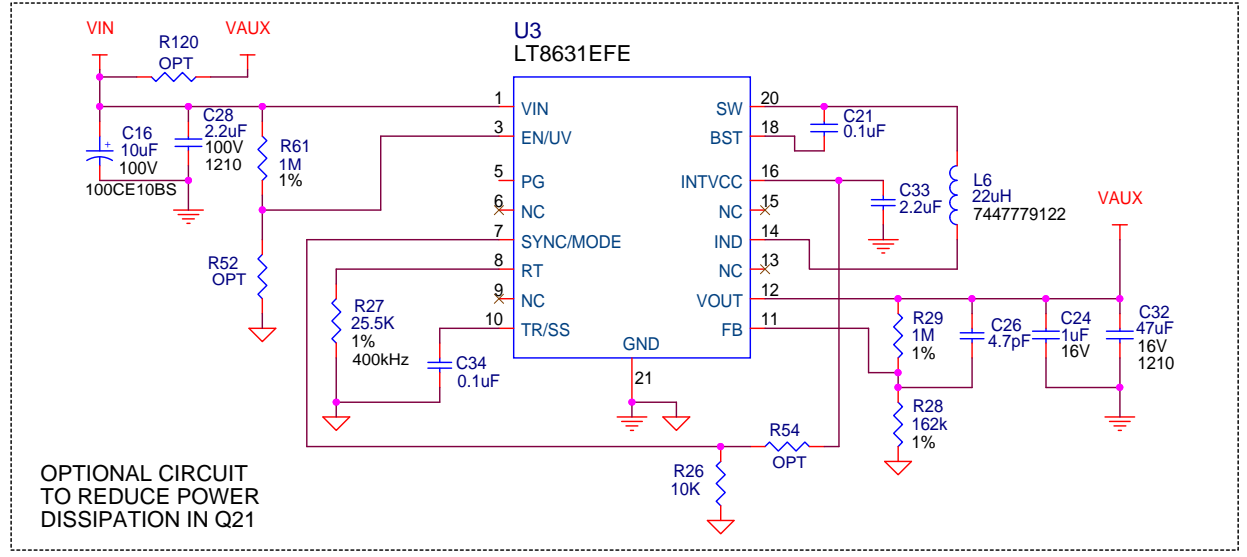 VIN
VAUX
R120
OPT
U3
LT8631EFE
C16
10uF
100V
100CE10BS
C28
2.2uF
100V
1210
R61
1M
1%
R52
OPT
1
VIN
3
EN/UV
5
PG
6
NC
7
SYNC/MODE
8
RT
9
NC
10
TR/SS
SW
20
BST
18
INTVCC
16
NC
15
IND
14
NC
13
VOUT
12
FB
11
GND
21
C21
0.1uF
C33
2.2uF
L6
22uH
7447779122
VAUX
R27
25.5K
1%
400kHz
C34
0.1uF
R29
1M
1%
C26
4.7pF
C24
1uF
16V
C32
47uF
16V
1210
R28
162k
1%
R54
OPT
R26
10K
OPTIONAL CIRCUIT
TO REDUCE POWER
DISSIPATION IN Q21